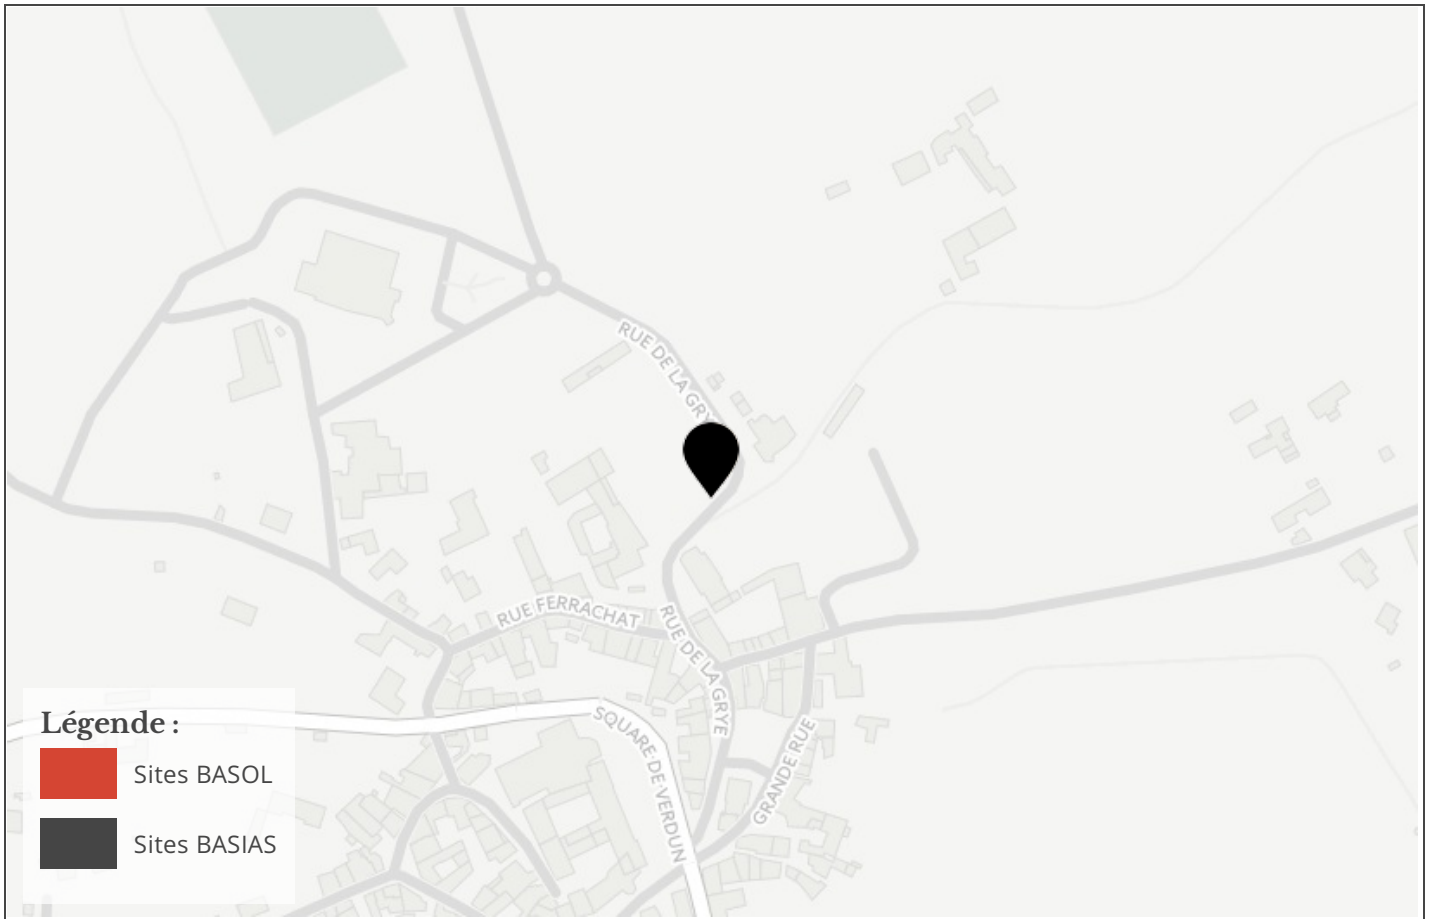 RUE DE LA GRY
RUE FERRACHAT
RUE DE LA GRYE
SQUARE DE VERDUN
GRANDE RUE
Légende :
Sites BASOL
Sites BASIAS